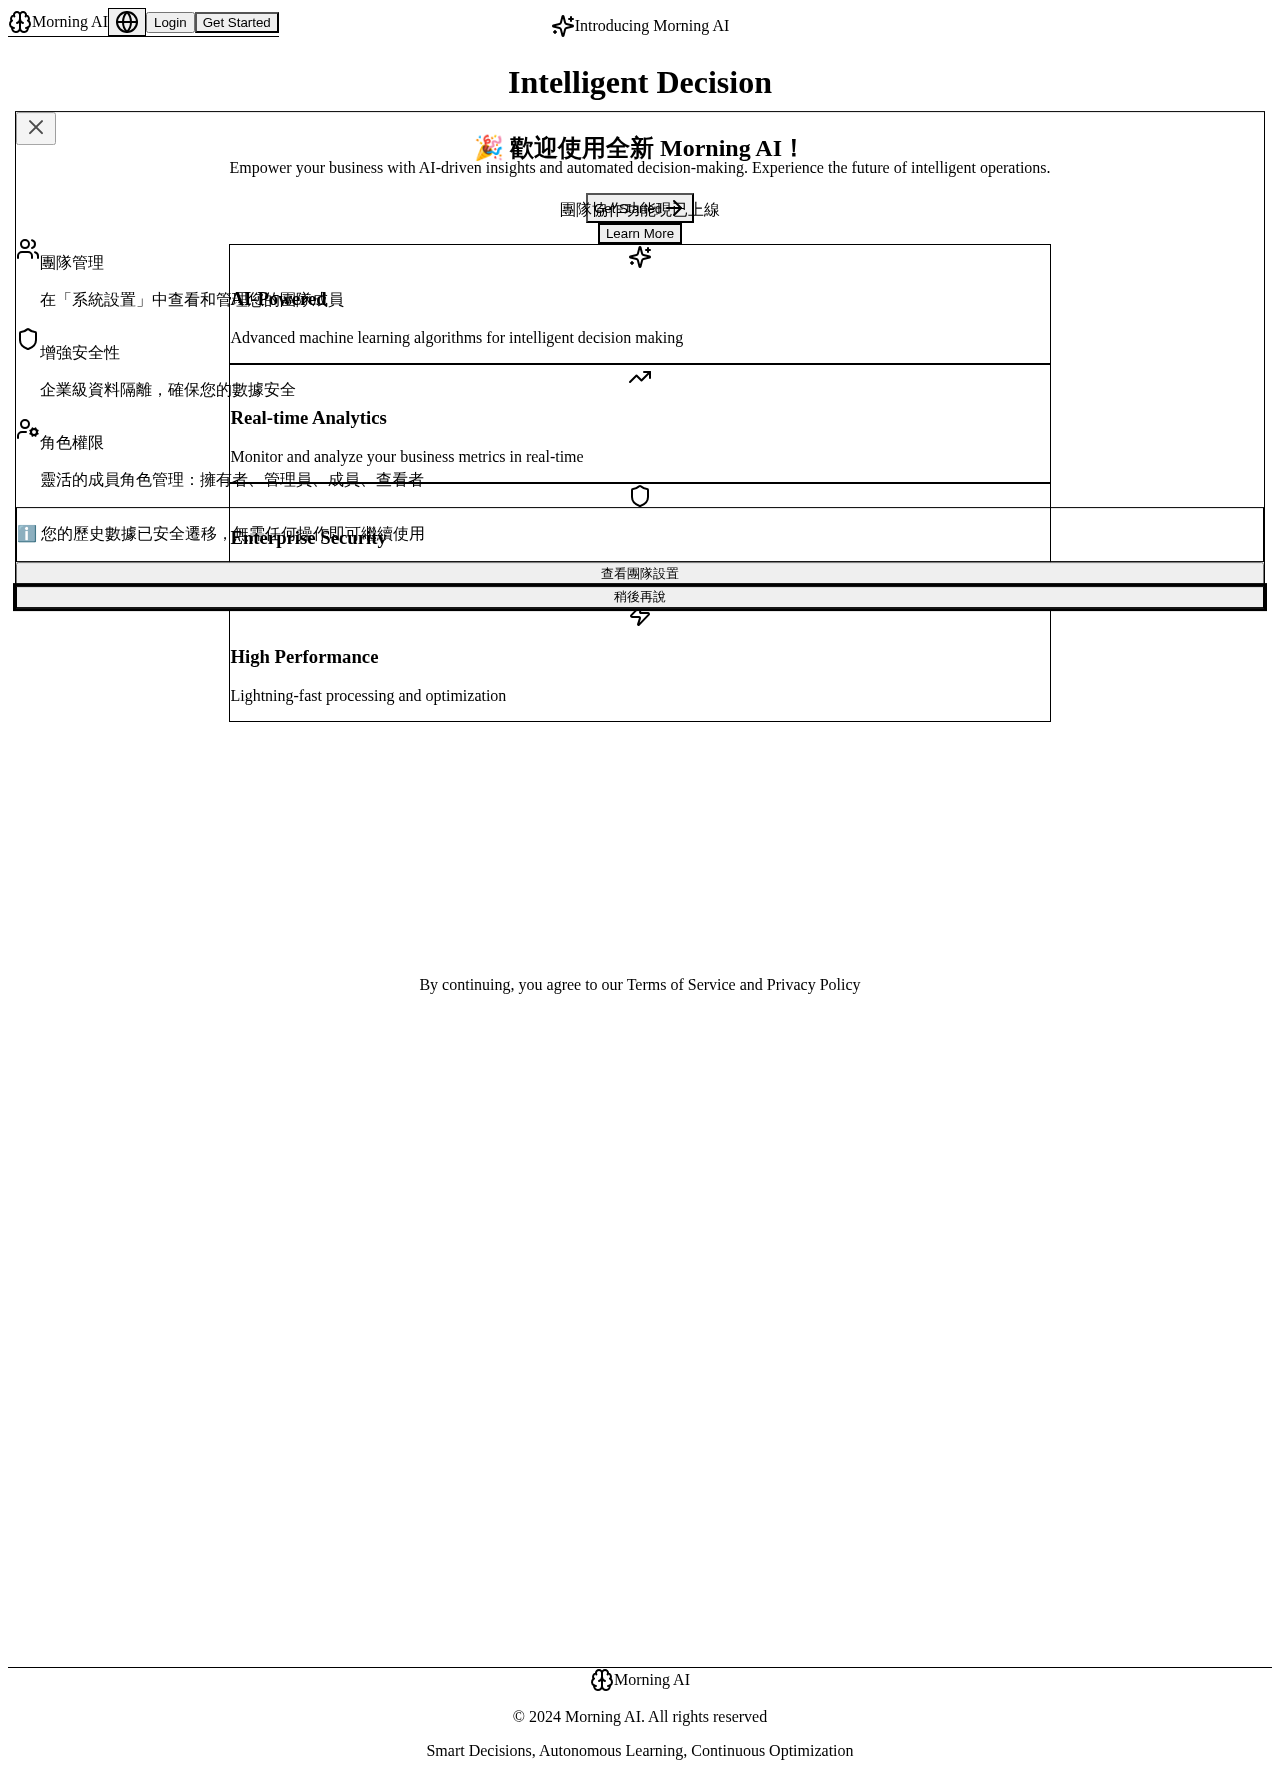 Morning AI
Login
Get Started
Introducing Morning AI
Intelligent Decision
🎉 歡迎使用全新 Morning AI！
Empower your business with AI-driven insights and automated decision-making. Experience the future of intelligent operations.
團隊協作功能現已上線
Get Started
Learn More
團隊管理
在「系統設置」中查看和管理您的團隊成員
AI-Powered
Advanced machine learning algorithms for intelligent decision making
增強安全性
企業級資料隔離，確保您的數據安全
Real-time Analytics
角色權限
Monitor and analyze your business metrics in real-time
靈活的成員角色管理：擁有者、管理員、成員、查看者
ℹ️ 您的歷史數據已安全遷移，無需任何操作即可繼續使用
Enterprise Security
查看團隊設置
稍後再說
High Performance
Lightning-fast processing and optimization
By continuing, you agree to our Terms of Service and Privacy Policy
Morning AI
© 2024 Morning AI. All rights reserved
Smart Decisions, Autonomous Learning, Continuous Optimization